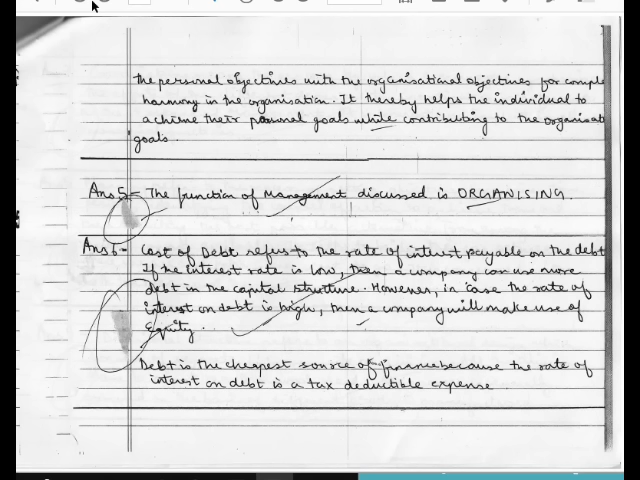 the personal objectives with the organisational objectives for comple
harmony in the organisation. It thereby helps the individual to
achieve their personal goals while contributing to the organisat
goals.
Ans 5- The function of Management discussed is ORGANISING.
Ans 6- Cost of Debt refers to the rate of interest payable on the debt
If the interest rate is low, then a company can use more
debt in the capital structure. However, in case the rate of
interest on debt is high, then a company will make use of
Equity.
Debt is the cheapest source of finance because the rate of
interest on debt is a tax deductible expense.